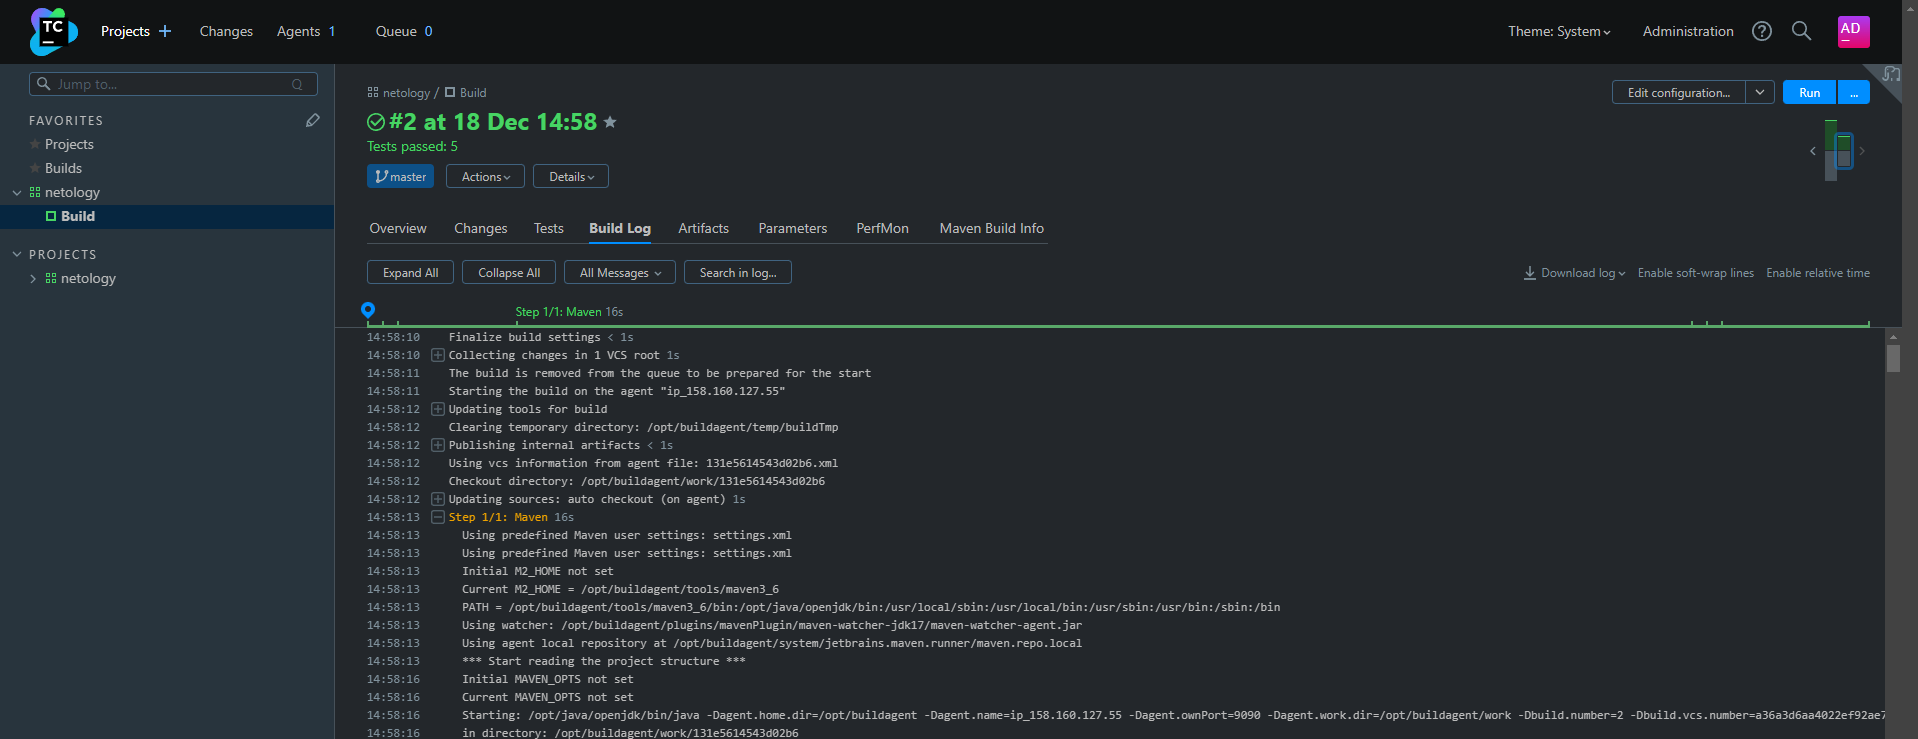 TC
Projects +
Changes
Agents 1
Queue 0
Theme: System
Administration
?
AD
Jump to...
Q
FAVORITES
Projects
Builds
netology
Build
PROJECTS
netology
netology / Build
Edit configuration...
Run
...
#2 at 18 Dec 14:58
Tests passed: 5
master
Actions
Details
Overview
Changes
Tests
Build Log
Artifacts
Parameters
PerfMon
Maven Build Info
Expand All
Collapse All
All Messages
Search in log...
Download log
Enable soft-wrap lines
Enable relative time
Step 1/1: Maven 16s
14:58:10 Finalize build settings < 1s
14:58:10 Collecting changes in 1 VCS root 1s
14:58:11 The build is removed from the queue to be prepared for the start
14:58:11 Starting the build on the agent "ip_158.160.127.55"
14:58:12 Updating tools for build
14:58:12 Clearing temporary directory: /opt/buildagent/temp/buildTmp
14:58:12 Publishing internal artifacts < 1s
14:58:12 Using vcs information from agent file: 131e5614543d02b6.xml
14:58:12 Checkout directory: /opt/buildagent/work/131e5614543d02b6
14:58:12 Updating sources: auto checkout (on agent) 1s
14:58:13 Step 1/1: Maven 16s
14:58:13 Using predefined Maven user settings: settings.xml
14:58:13 Using predefined Maven user settings: settings.xml
14:58:13 Initial M2_HOME not set
14:58:13 Current M2_HOME = /opt/buildagent/tools/maven3_6
14:58:13 PATH = /opt/buildagent/tools/maven3_6/bin:/opt/java/openjdk/bin:/usr/local/sbin:/usr/local/bin:/usr/sbin:/usr/bin:/sbin:/bin
14:58:13 Using watcher: /opt/buildagent/plugins/mavenPlugin/maven-watcher-jdk17/maven-watcher-agent.jar
14:58:13 Using agent local repository at /opt/buildagent/system/jetbrains.maven.runner/maven.repo.local
14:58:13 *** Start reading the project structure ***
14:58:16 Initial MAVEN_OPTS not set
14:58:16 Current MAVEN_OPTS not set
14:58:16 Starting: /opt/java/openjdk/bin/java -Dagent.home.dir=/opt/buildagent -Dagent.name=ip_158.160.127.55 -Dagent.ownPort=9090 -Dagent.work.dir=/opt/buildagent/work -Dbuild.number=2 -Dbuild.vcs.number=a36a3d6aa4022ef92ae7
14:58:16 in directory: /opt/buildagent/work/131e5614543d02b6